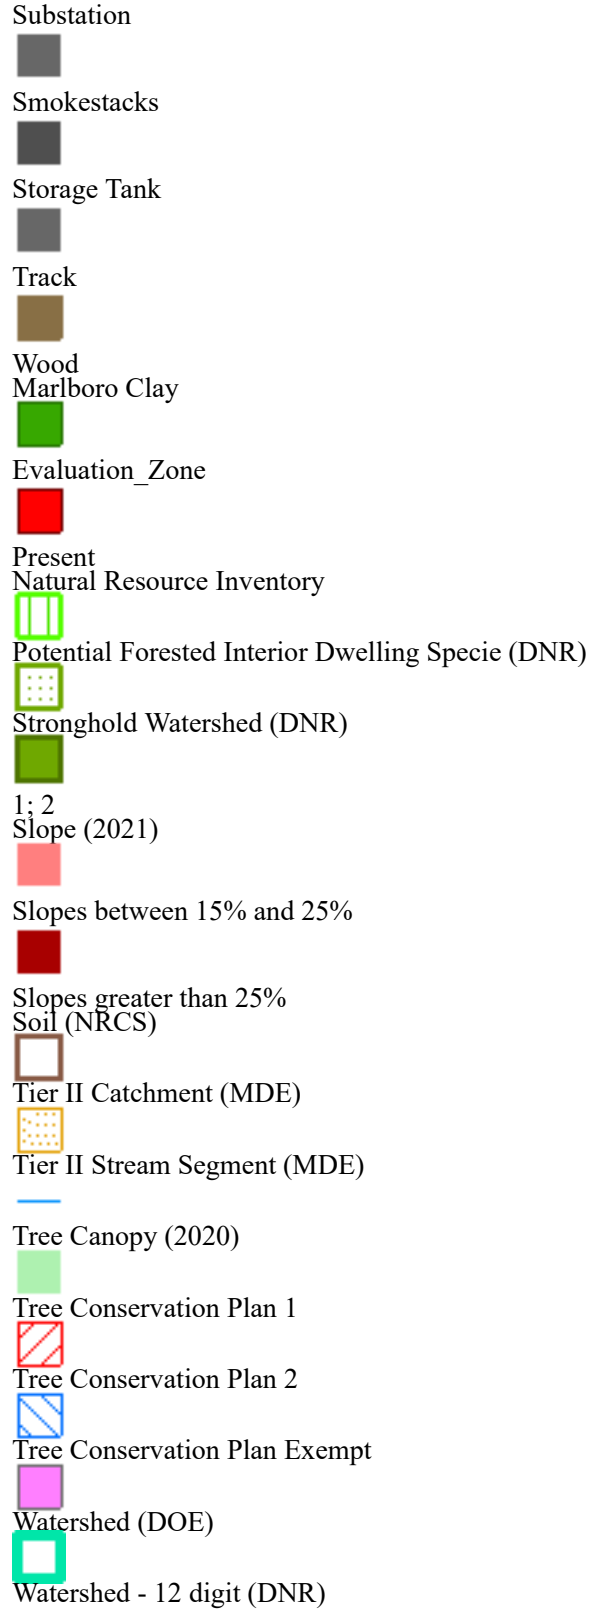 Substation
Smokestacks
Storage Tank
Track
Wood
Marlboro Clay
Evaluation_Zone
Present
Natural Resource Inventory
Potential Forested Interior Dwelling Specie (DNR)
Stronghold Watershed (DNR)
1; 2
Slope (2021)
Slopes between 15% and 25%
Slopes greater than 25%
Soil (NRCS)
Tier II Catchment (MDE)
Tier II Stream Segment (MDE)
Tree Canopy (2020)
Tree Conservation Plan 1
Tree Conservation Plan 2
Tree Conservation Plan Exempt
Watershed (DOE)
Watershed - 12 digit (DNR)